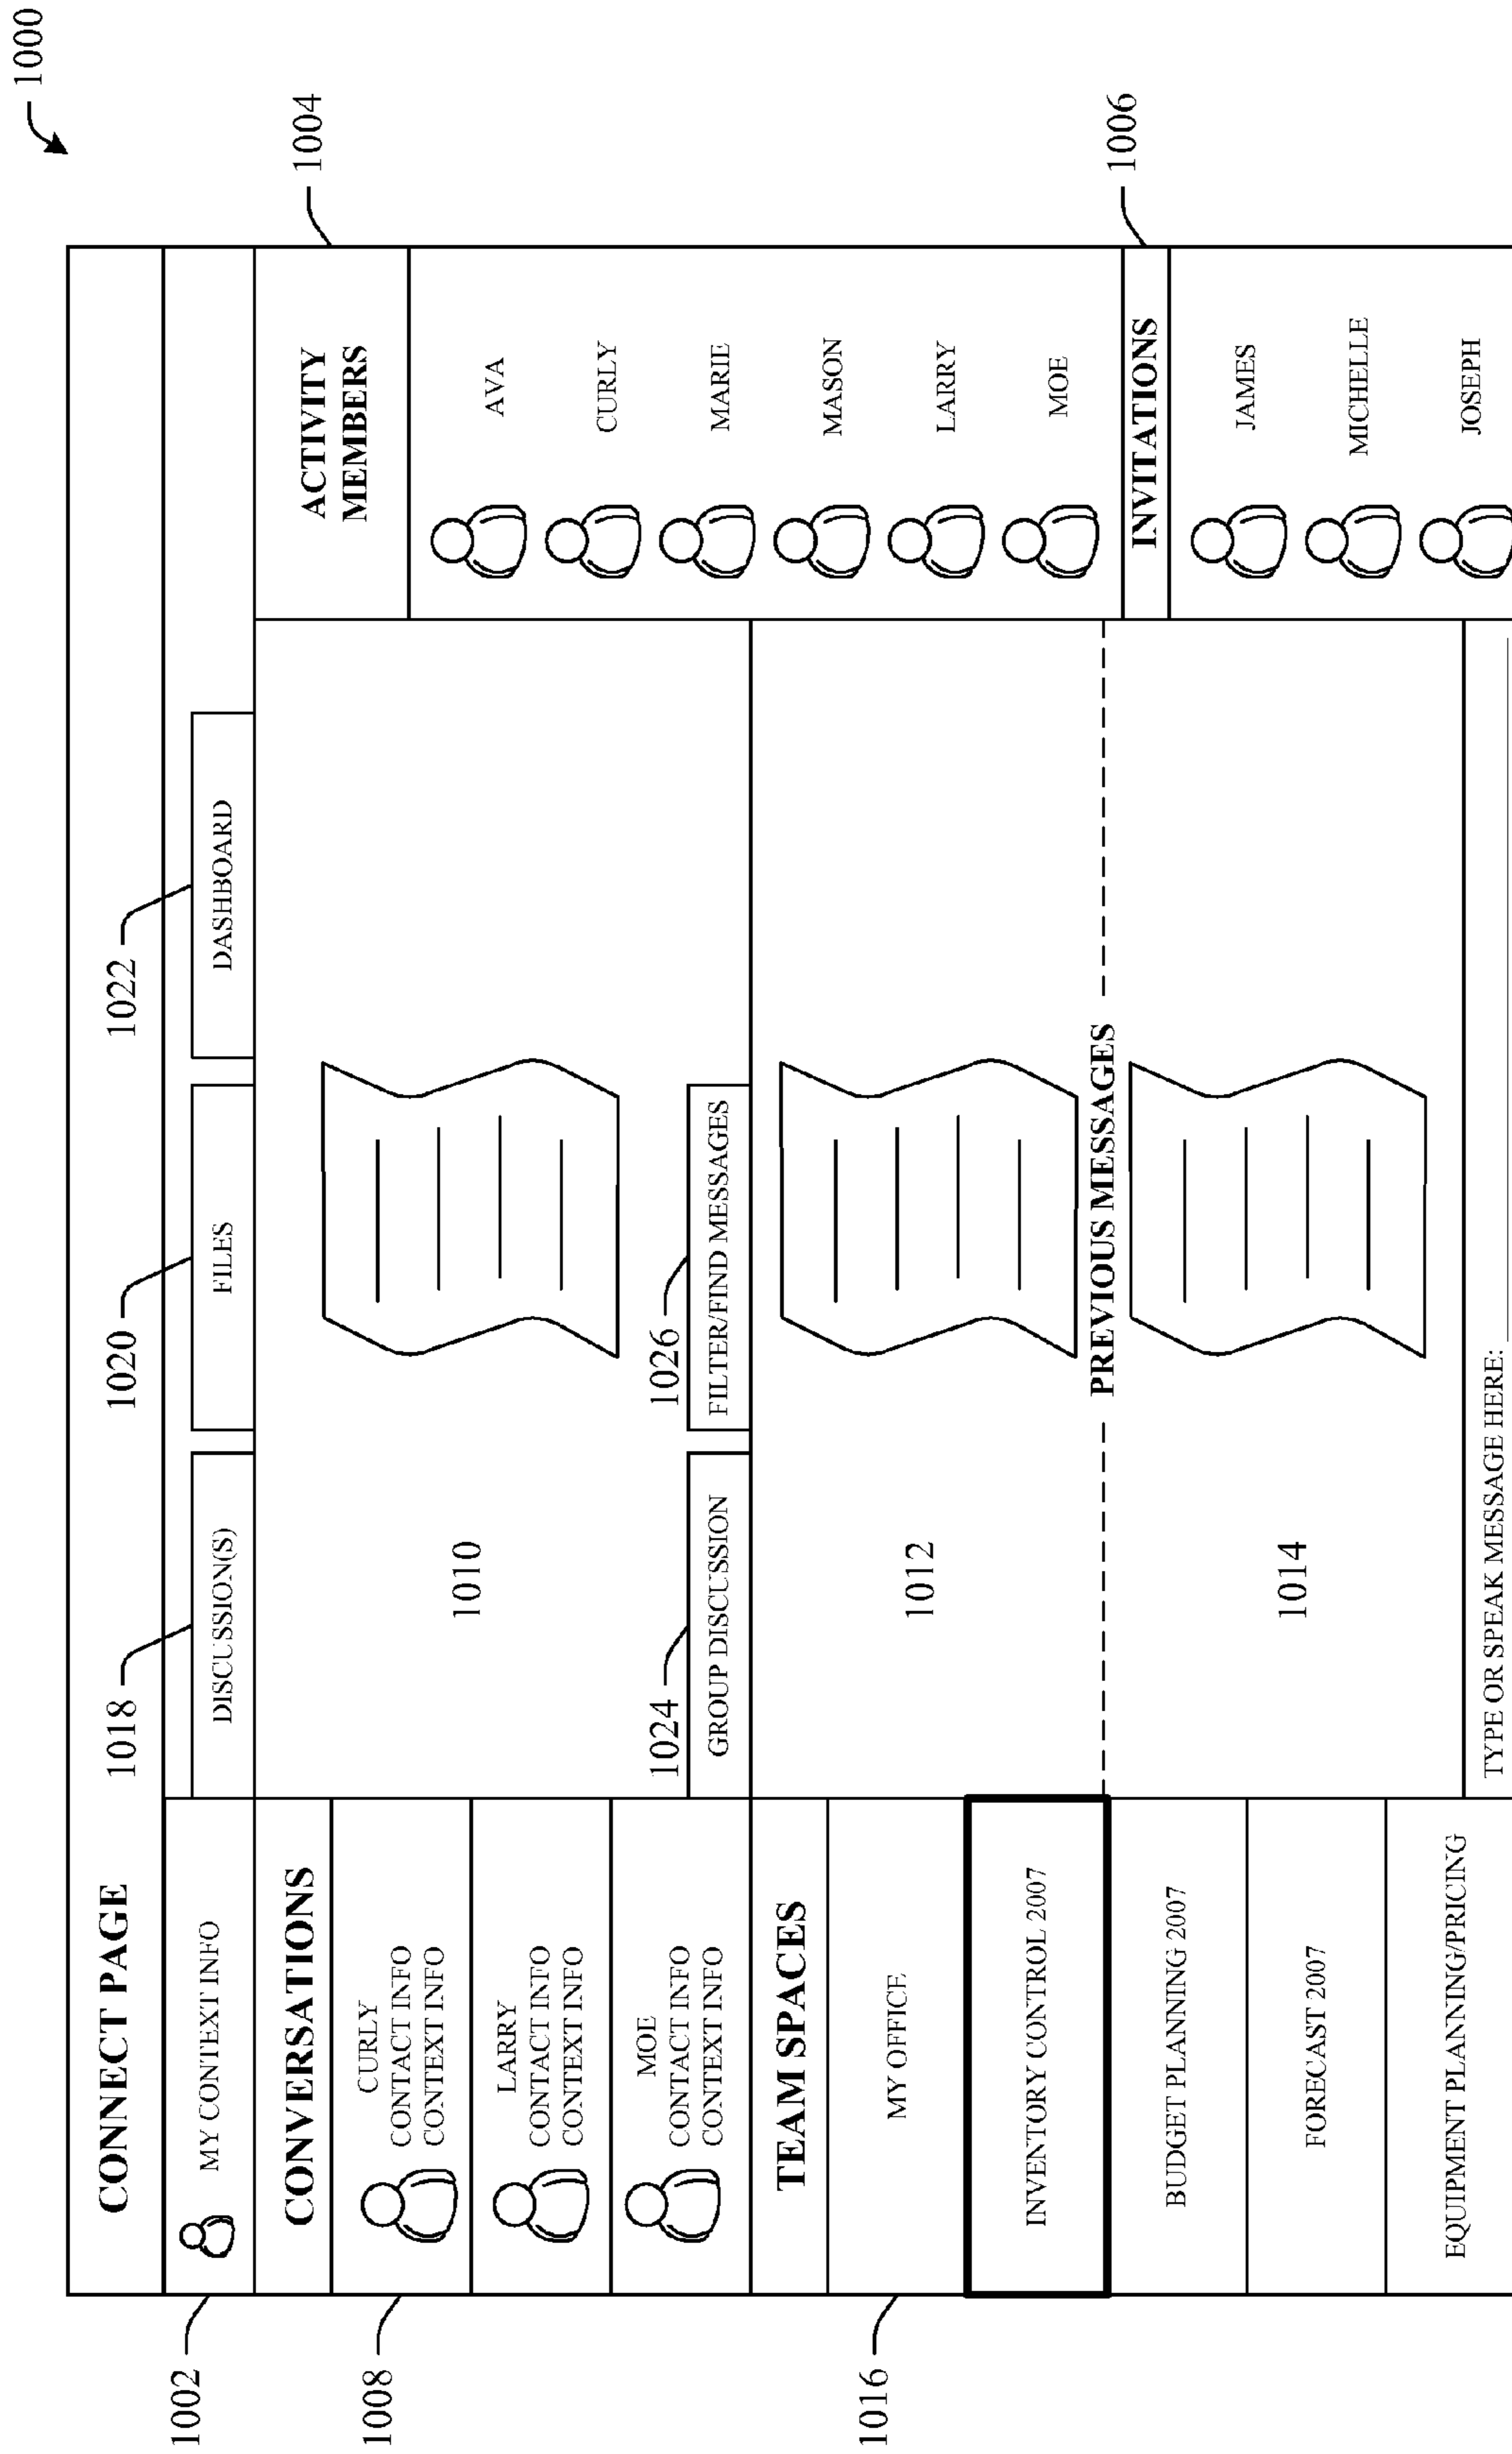 1000
CONNECT PAGE
1018
1020
1022
1002
MY CONTEXT INFO
DISCUSSION(S)
FILES
DASHBOARD
CONVERSATIONS
1008
CURLY
CONTACT INFO
CONTEXT INFO
LARRY
CONTACT INFO
CONTEXT INFO
MOE
CONTACT INFO
CONTEXT INFO
1010
1024
1026
GROUP DISCUSSION
FILTER/FIND MESSAGES
ACTIVITY
MEMBERS
1004
AVA
CURLY
MARIE
MASON
LARRY
MOE
INVITATIONS
1006
JAMES
MICHELLE
JOSEPH
TEAM SPACES
1016
MY OFFICE
INVENTORY CONTROL 2007
BUDGET PLANNING 2007
FORECAST 2007
EQUIPMENT PLANNING/PRICING
1012
PREVIOUS MESSAGES
1014
TYPE OR SPEAK MESSAGE HERE: